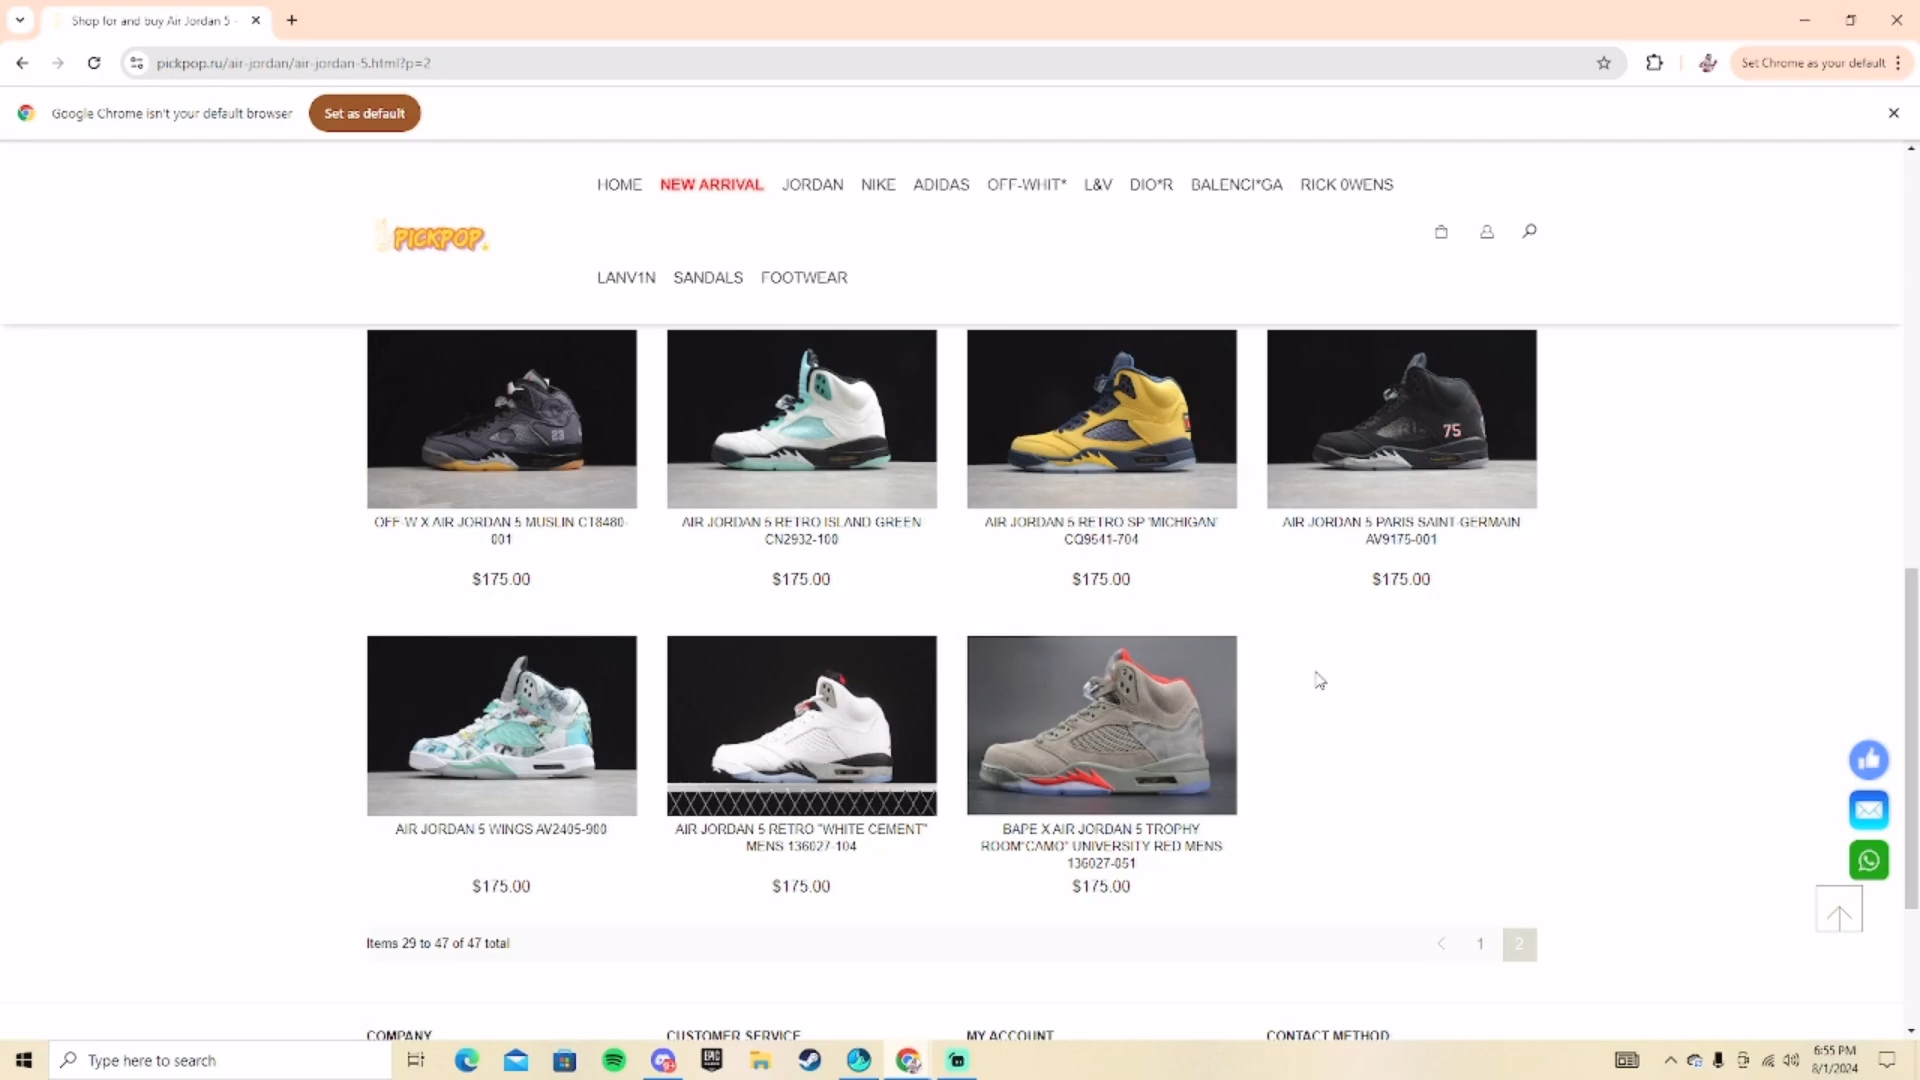 Shop for and buy Air Jordan 5 -
pickpop.ru/air-jordan/air-jordan-5.html?p=2
Set Chrome as your default
Google Chrome isn't your default browser
Set as default
HOME NEW ARRIVAL JORDAN NIKE ADIDAS OFF-WHIT* L&V DIO*R BALENCI*GA RICK 0WENS
PICKPOP
LANV1N SANDALS FOOTWEAR
23
75
OFF-W X AIR JORDAN 5 MUSLIN CT8480-
001
$175.00
AIR JORDAN 5 RETRO ISLAND GREEN
CN2932-100
$175.00
AIR JORDAN 5 RETRO SP 'MICHIGAN'
CQ9541-704
$175.00
AIR JORDAN 5 PARIS SAINT-GERMAIN
AV9175-001
$175.00
AIR JORDAN 5 WINGS AV2405-900
$175.00
AIR JORDAN 5 RETRO "WHITE CEMENT"
MENS 136027-104
$175.00
BAPE X AIR JORDAN 5 TROPHY
ROOM"CAMO" UNIVERSITY RED MENS
136027-051
$175.00
Items 29 to 47 of 47 total
1 2
COMPANY
CUSTOMER SERVICE
MY ACCOUNT
CONTACT METHOD
Type here to search
EPIC
6:55 PM
8/1/2024